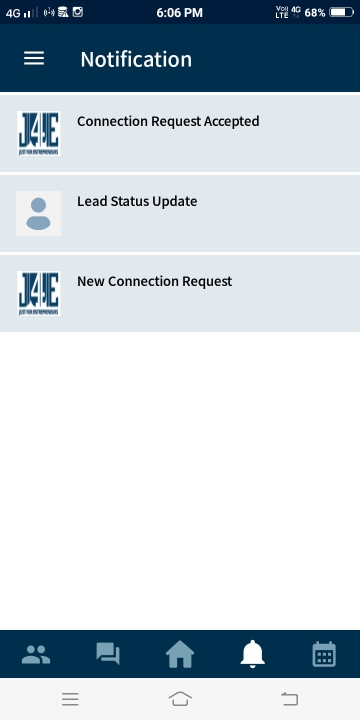 4G 6:06 PM Vo) LTE 4G 68%
Notification
J4E
JUST FOR ENTREPRENEURS
Connection Request Accepted
Lead Status Update
J4E
JUST FOR ENTREPRENEURS
New Connection Request